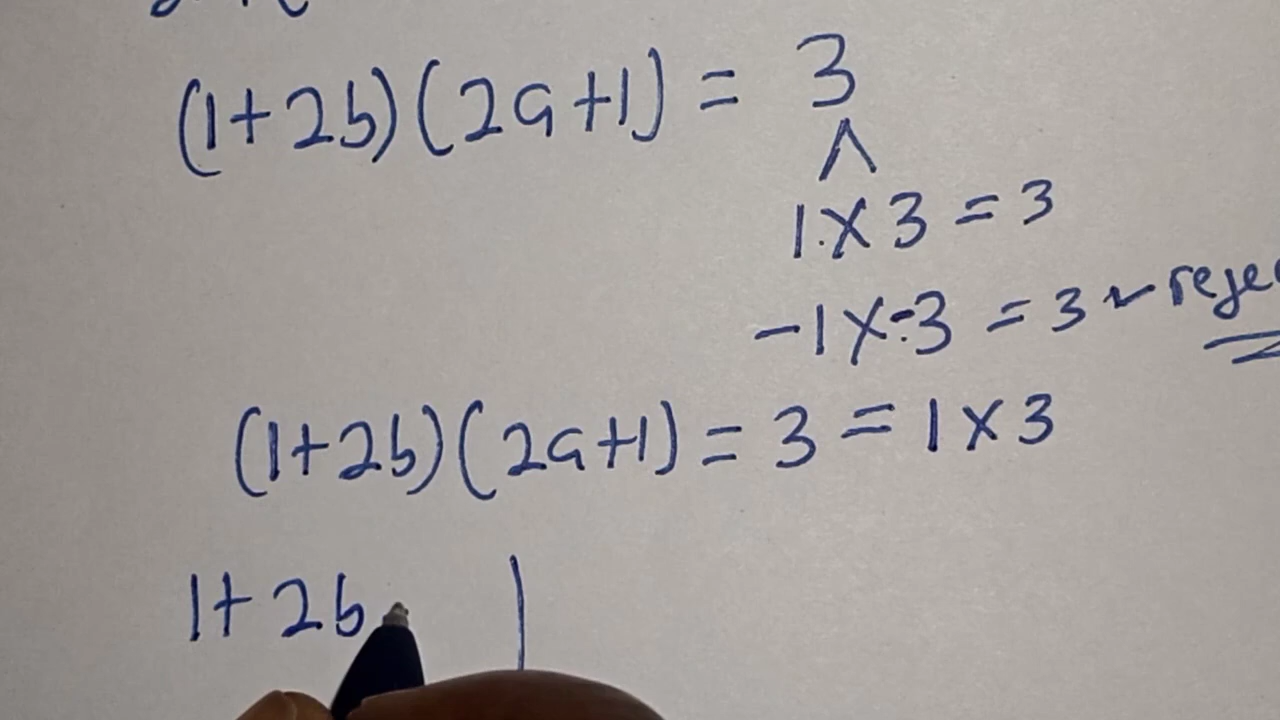 (1+2b)(2a+1) = 3
1.×3 = 3
-1×-3 = 3
(1+2b)(2a+1) = 3 = 1×3
1+2b